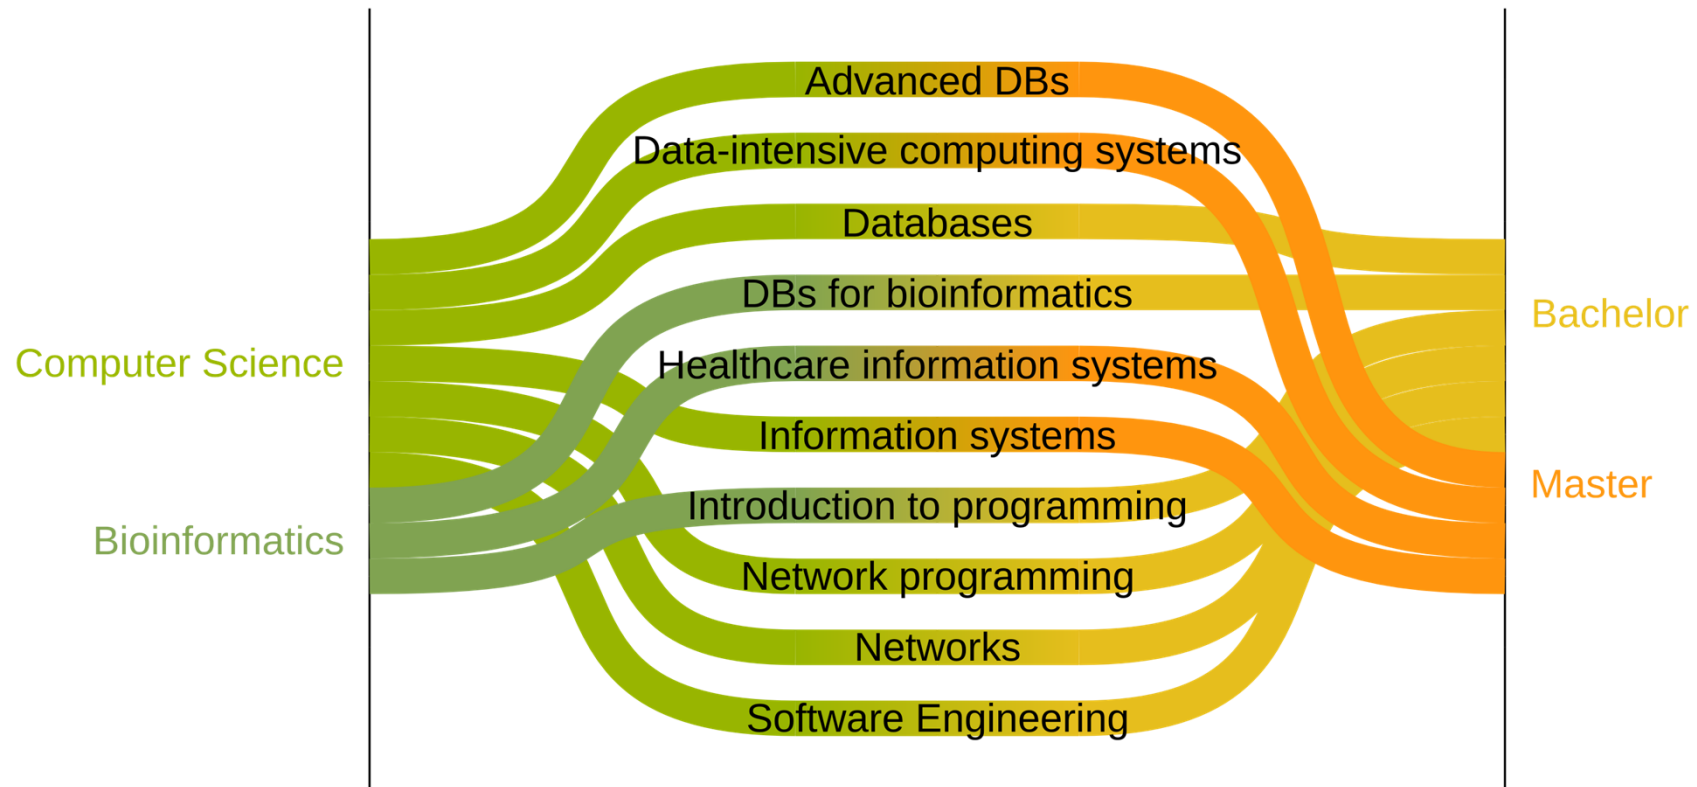 Computer Science
Bioinformatics
Advanced DBs
Data-intensive computing systems
Databases
DBs for bioinformatics
Healthcare information systems
Information systems
Introduction to programming
Network programming
Networks
Software Engineering
Bachelor
Master